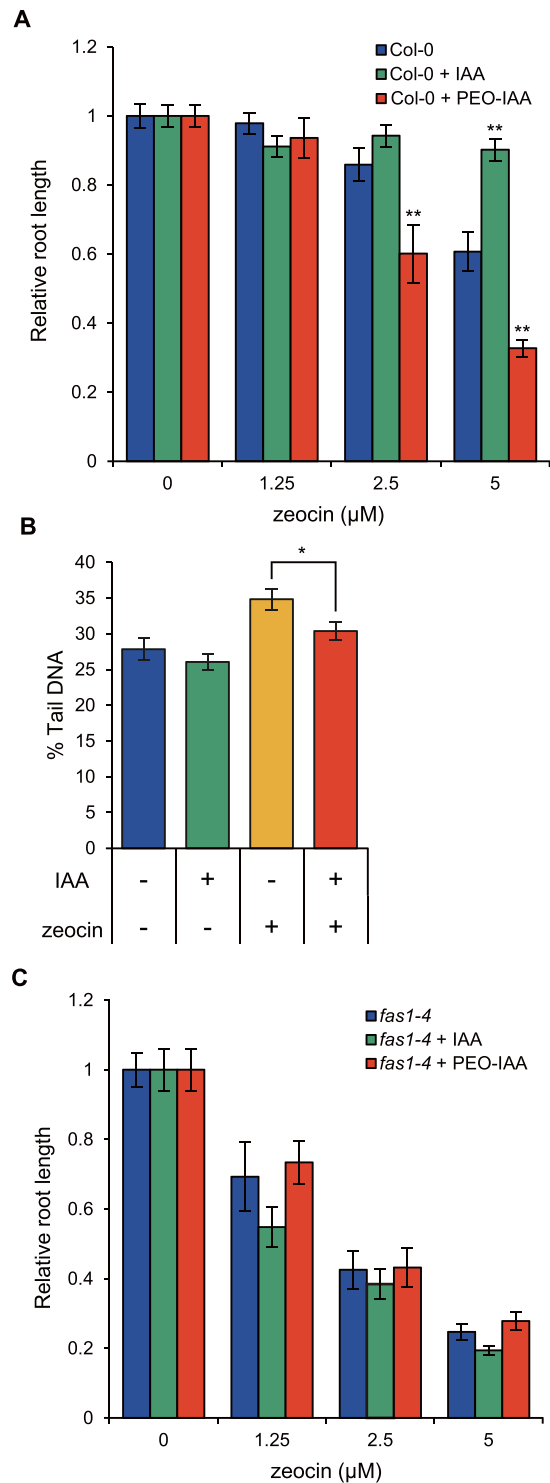 A
1.2
1
0.8
0.6
0.4
0.2
0
Relative root length
Col-0
Col-0 + IAA
Col-0 + PEO-IAA
**
**
**
0 1.25 2.5 5
zeocin (µM)
B
40
35
30
25
20
15
10
5
0
% Tail DNA
*
IAA - + - +
zeocin - - + +
C
1.2
1
0.8
0.6
0.4
0.2
0
Relative root length
fas1-4
fas1-4 + IAA
fas1-4 + PEO-IAA
0 1.25 2.5 5
zeocin (µM)